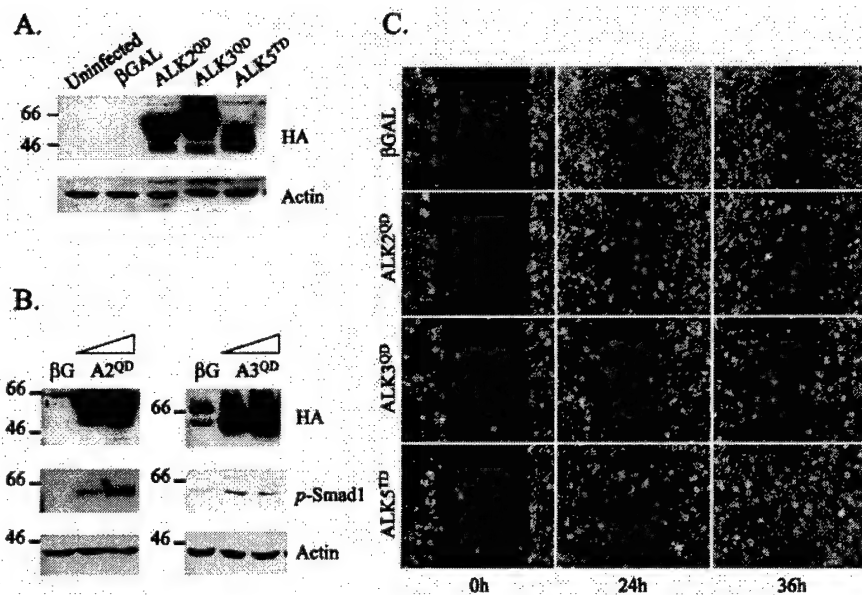 A.
Uninfected βGAL ALK2QD ALK3QD ALK5TD
66
46
HA
Actin
B.
βG A2QD
66
46
66
46
βG A3QD
66
HA
66
p-Smad1
46
Actin
C.
βGAL
ALK2QD
ALK3QD
ALK5TD
0h 24h 36h